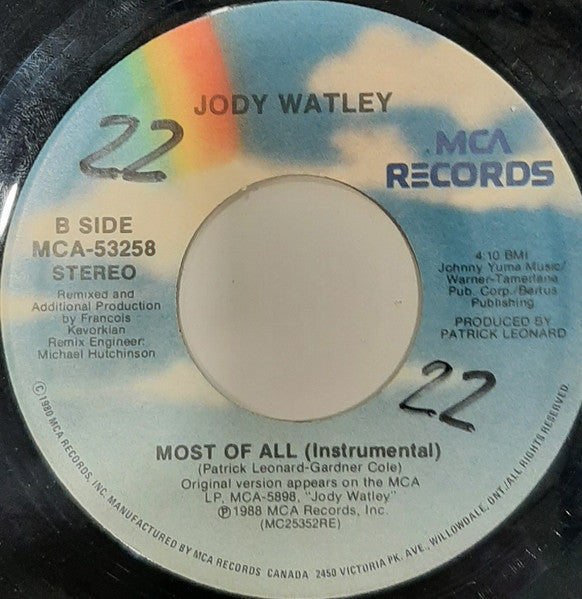 JODY WATLEY
22
MCA
RECORDS
B SIDE
MCA-53258
STEREO
Remixed and
Additional Production
by Francois
Kevorkian
Remix Engineer:
Michael Hutchinson
4:10 BMI
Johnny Yuma Music/
Warner-Tamerlane
Pub. Corp./Bertus
Publishing
PRODUCED BY
PATRICK LEONARD
22
MOST OF ALL (Instrumental)
(Patrick Leonard-Gardner Cole)
Original version appears on the MCA
LP, MCA-5898, "Jody Watley"
℗1988 MCA Records, Inc.
(MC25352RE)
©1980 MCA RECORDS, INC. MANUFACTURED BY MCA RECORDS CANADA 2450 VICTORIA PK. AVE., WILLOWDALE, ONT./ALL RIGHTS RESERVED.